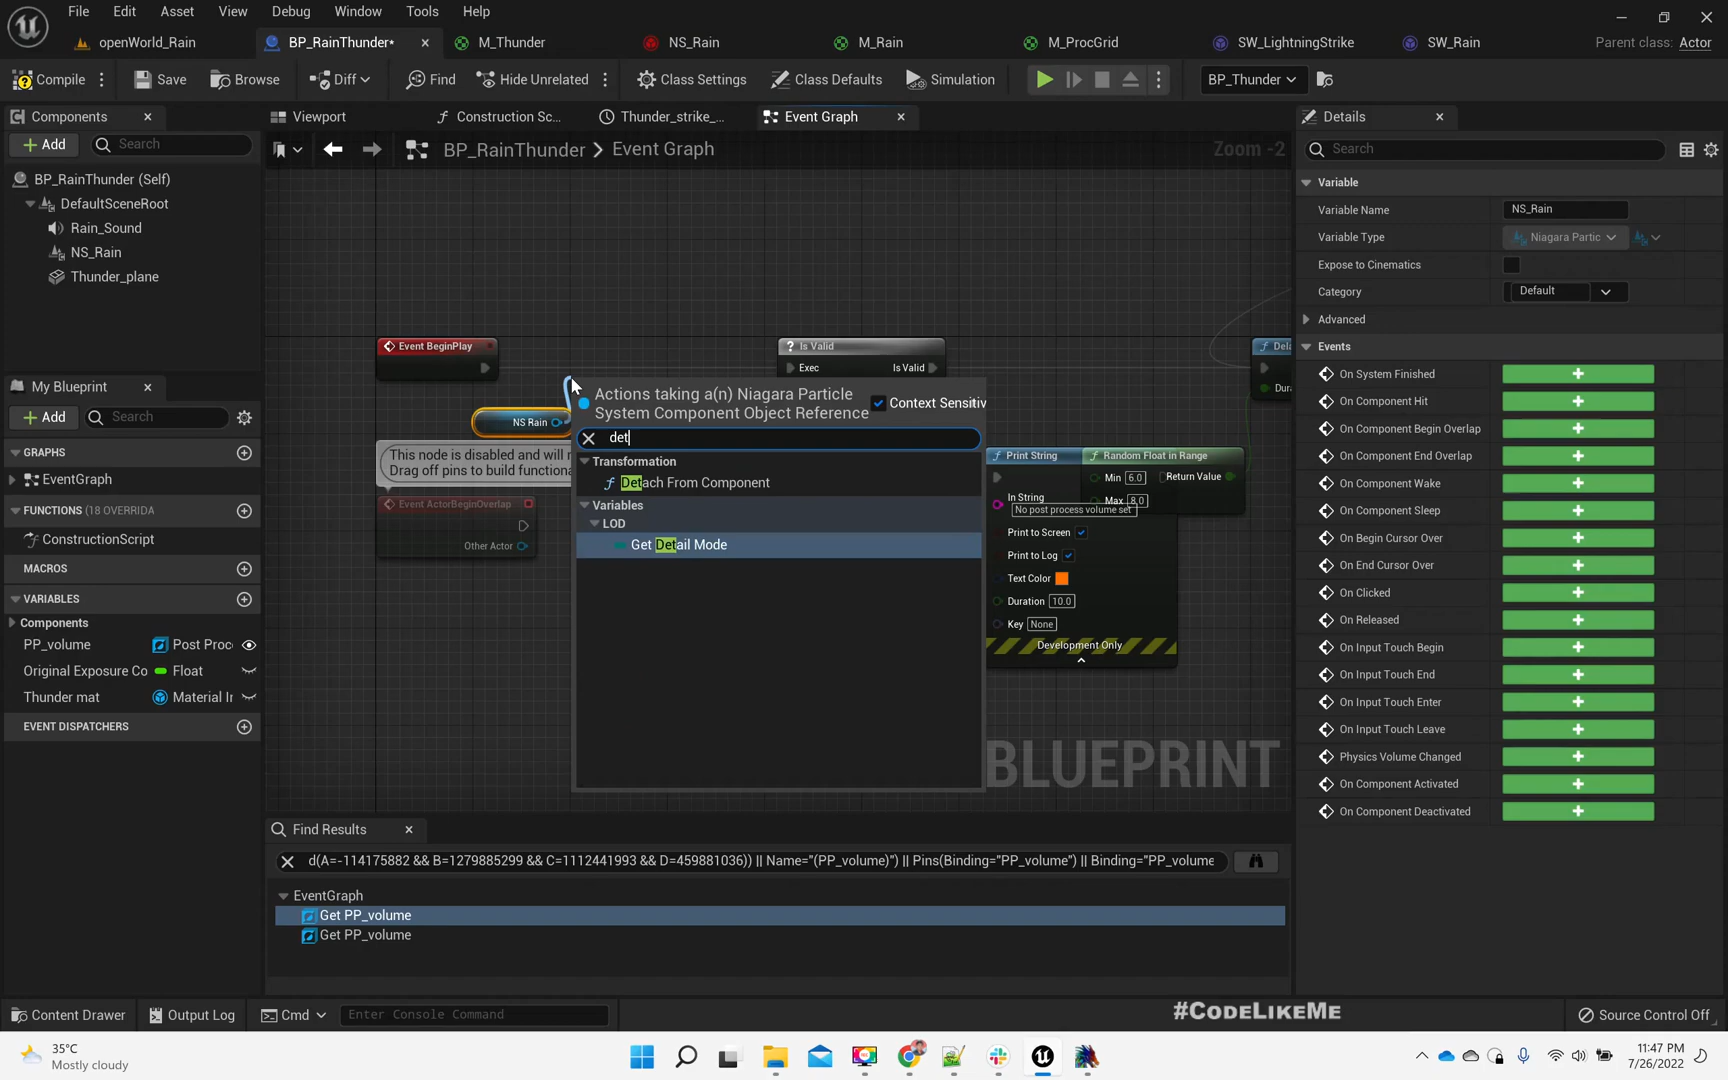 File Edit Asset View Debug Window Tools Help
openWorld_Rain BP_RainThunder* M_Thunder NS_Rain M_Rain M_ProcGrid SW_LightningStrike SW_Rain Parent class: Actor
Compile Save Browse Diff Find Hide Unrelated Class Settings Class Defaults Simulation BP_Thunder
Components
Add Search
BP_RainThunder (Self)
DefaultSceneRoot
Rain_Sound
NS_Rain
Thunder_plane
My Blueprint
Add Search
GRAPHS
EventGraph
FUNCTIONS (18 OVERRIDA
ConstructionScript
MACROS
VARIABLES
Components
PP_volume Post Proc
Original Exposure Co Float
Thunder mat Material Ir
EVENT DISPATCHERS
Viewport Construction Sc... Thunder_strike_... Event Graph
BP_RainThunder > Event Graph Zoom -2
Event BeginPlay
NS Rain
This node is disabled and will n
Drag off pins to build functiona
Event ActorBeginOverlap
Other Actor
Is Valid
Exec Is Valid
Actions taking a(n) Niagara Particle
System Component Object Reference Context Sensitiv
det
Transformation
Detach From Component
Variables
LOD
Get Detail Mode
Print String
In String
No post process volume set
Print to Screen
Print to Log
Text Color
Duration 10.0
Key None
Development Only
Random Float in Range
Min 6.0 Return Value
Max 8.0
Dela
Dura
BLUEPRINT
Find Results
d(A=-114175882 && B=1279885299 && C=1112441993 && D=459881036)) || Name="(PP_volume)") || Pins(Binding="PP_volume") || Binding="PP_volume
EventGraph
Get PP_volume
Get PP_volume
Details
Search
Variable
Variable Name NS_Rain
Variable Type Niagara Partic
Expose to Cinematics
Category Default
Advanced
Events
On System Finished
On Component Hit
On Component Begin Overlap
On Component End Overlap
On Component Wake
On Component Sleep
On Begin Cursor Over
On End Cursor Over
On Clicked
On Released
On Input Touch Begin
On Input Touch End
On Input Touch Enter
On Input Touch Leave
Physics Volume Changed
On Component Activated
On Component Deactivated
Content Drawer Output Log Cmd Enter Console Command #CODELIKEME Source Control Off
35°C
Mostly cloudy
11:47 PM
7/26/2022